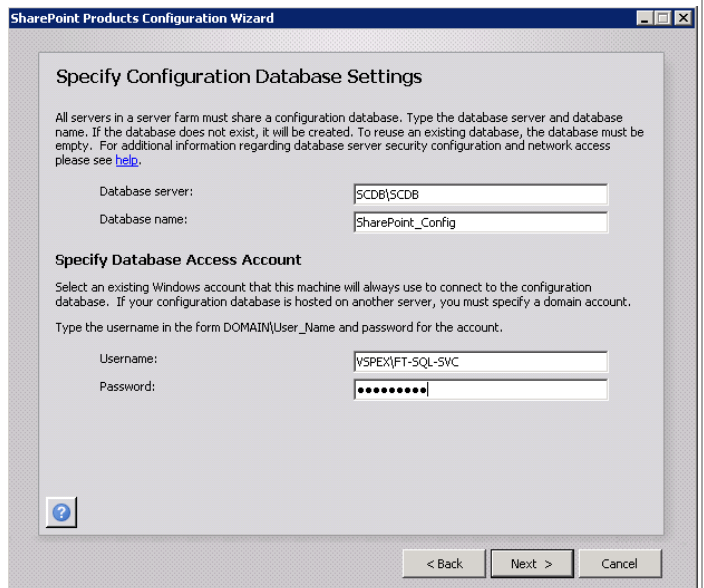 SharePoint Products Configuration Wizard
Specify Configuration Database Settings
All servers in a server farm must share a configuration database. Type the database server and database
name. If the database does not exist, it will be created. To reuse an existing database, the database must be
empty. For additional information regarding database server security configuration and network access
please see help.
Database server: SCDB\SCDB
Database name: SharePoint_Config
Specify Database Access Account
Select an existing Windows account that this machine will always use to connect to the configuration
database. If your configuration database is hosted on another server, you must specify a domain account.
Type the username in the form DOMAIN\User_Name and password for the account.
Username: VSPEX\FT-SQL-SVC
Password: ●●●●●●●●●
?
< Back Next > Cancel